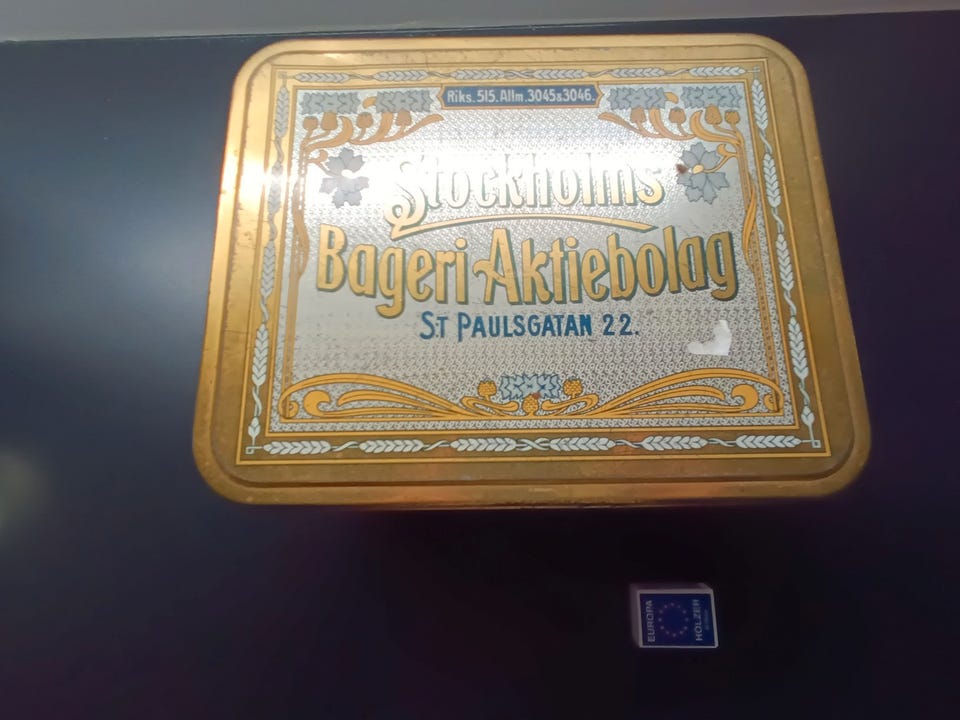 Riks. 515. Allm. 3045 & 3046.
Stockholms
Bageri Aktiebolag
ST PAULSGATAN 22.
EUROPA
HÖLZER